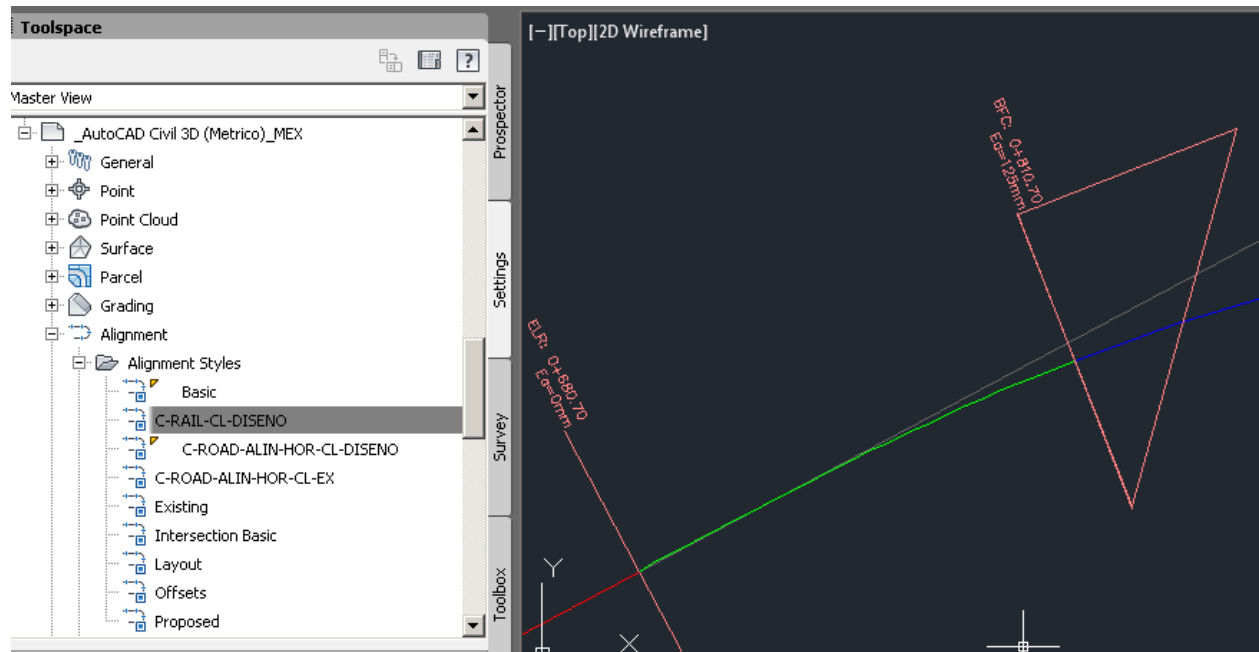 Toolspace
Master View
_AutoCAD Civil 3D (Metrico)_MEX
General
Point
Point Cloud
Surface
Parcel
Grading
Alignment
Alignment Styles
Basic
C-RAIL-CL-DISENO
C-ROAD-ALIN-HOR-CL-DISENO
C-ROAD-ALIN-HOR-CL-EX
Existing
Intersection Basic
Layout
Offsets
Proposed
Prospector
Settings
Survey
Toolbox
[−][Top][2D Wireframe]
BFC: 0+810.70
Ea=125mm
ELR: 0+680.70
Ea=0mm
Y
X